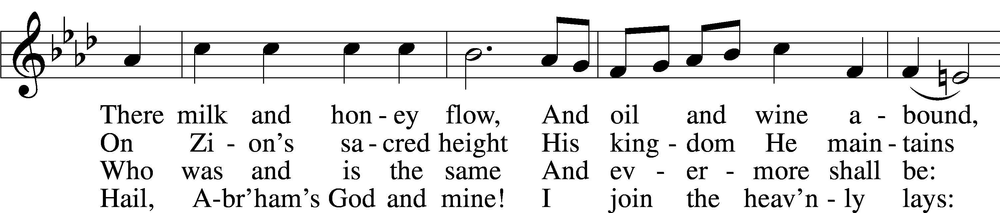 There milk and hon - ey flow, And oil and wine a - bound,
On Zi - on’s sa - cred height His king - dom He main - tains
Who was and is the same And ev - er - more shall be:
Hail, A-br’ham’s God and mine! I join the heav’n - ly lays: